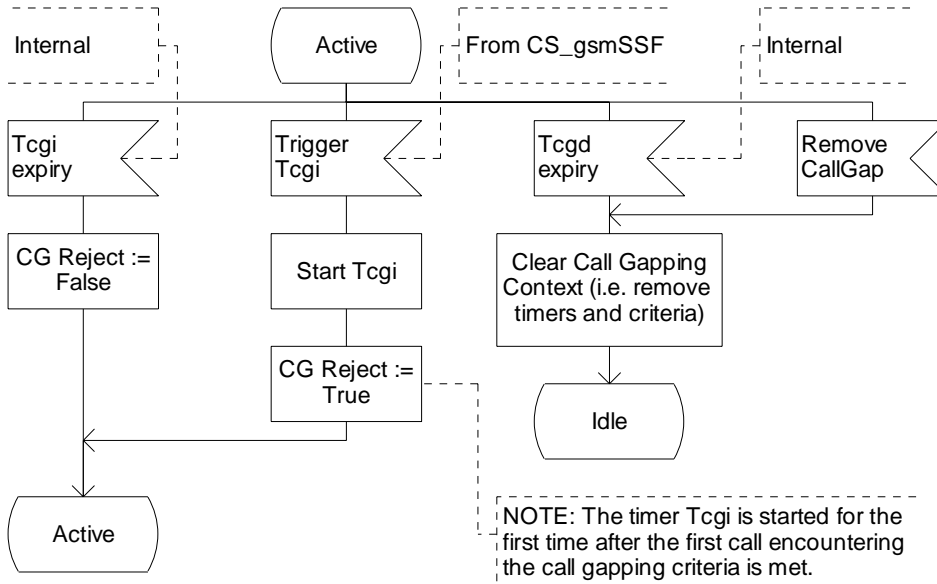 Internal
Active
From CS_gsmSSF
Internal
Tcgi
expiry
Trigger
Tcgi
Tcgd
expiry
Remove
CallGap
CG Reject :=
False
Start Tcgi
Clear Call Gapping
Context (i.e. remove
timers and criteria)
CG Reject :=
True
Idle
Active
NOTE: The timer Tcgi is started for the
first time after the first call encountering
the call gapping criteria is met.